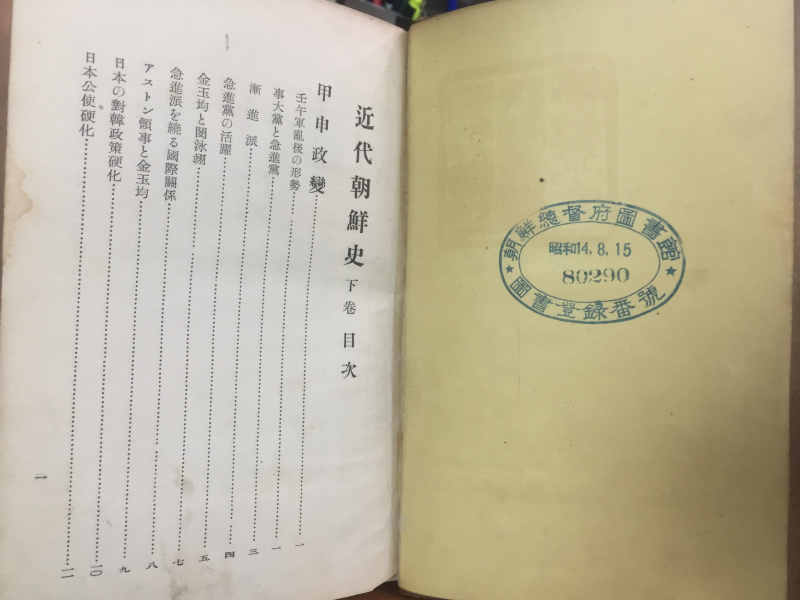 朝鮮總督府圖書館
昭和14.8.15
80290
圖書登録番號
近代朝鮮史 下卷 目次
甲申政變……………………一
壬午軍亂後の形勢……………………一
事大黨と急進黨……………………三
漸進派……………………四
急進黨の活躍……………………五
金玉均と閔泳翊……………………七
急進派を繞る國際關係……………………八
アストン領事と金玉均……………………九
日本の對韓政策硬化……………………一〇
日本公使硬化……………………一一
一